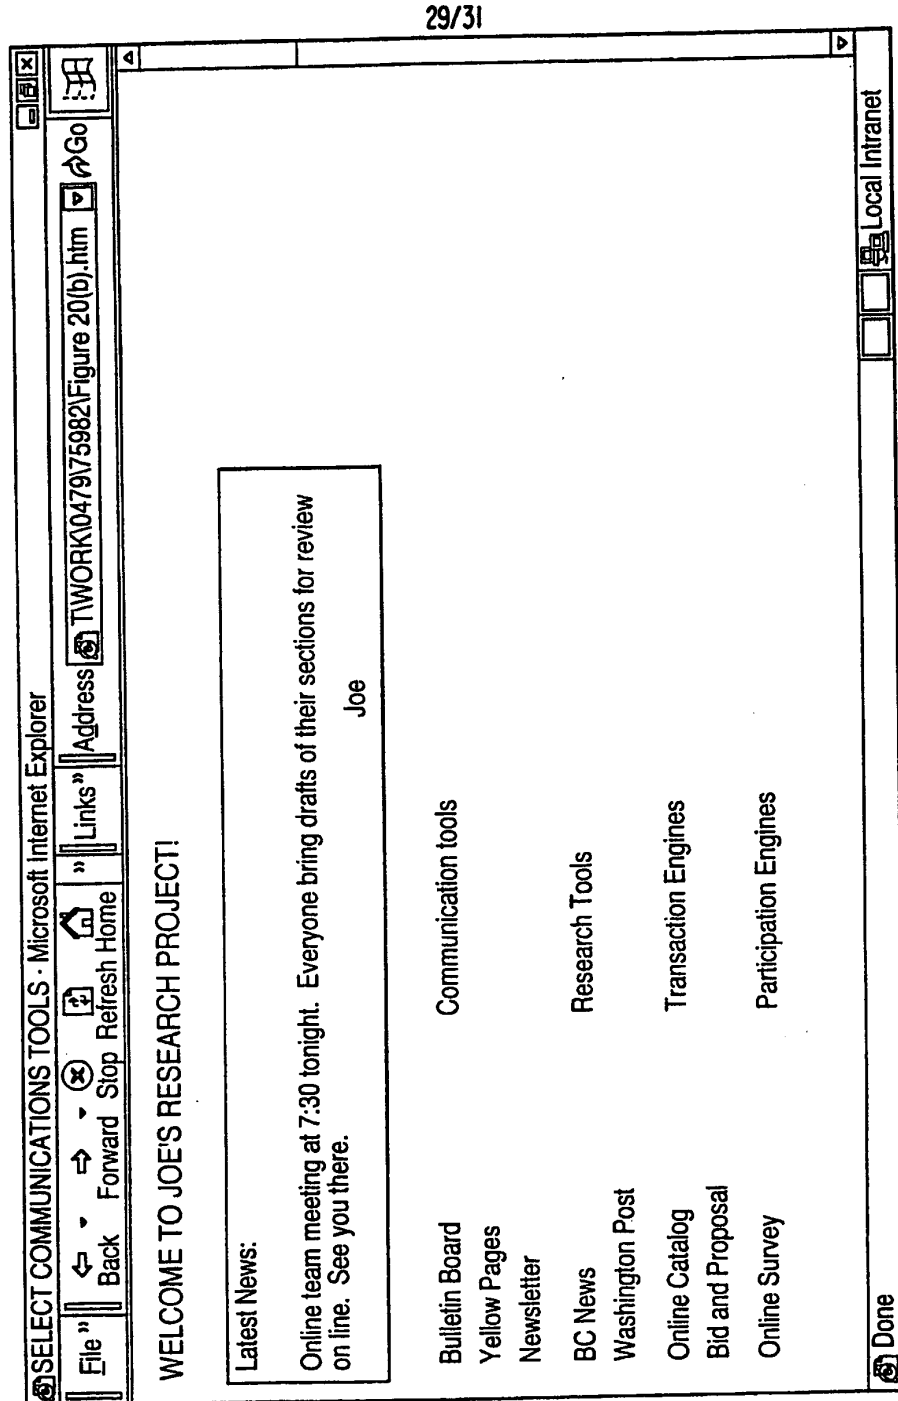 29/31
SELECT COMMUNICATIONS TOOLS - Microsoft Internet Explorer
File » Back Forward Stop Refresh Home » Links » Address T\WORK\0479\75982\Figure 20(b).htm Go
WELCOME TO JOE'S RESEARCH PROJECT!
Latest News:
Online team meeting at 7:30 tonight. Everyone bring drafts of their sections for review
on line. See you there.
Joe
Bulletin Board Communication tools
Yellow Pages
Newsletter
BC News Research Tools
Washington Post
Online Catalog Transaction Engines
Bid and Proposal
Online Survey Participation Engines
Done Local Intranet